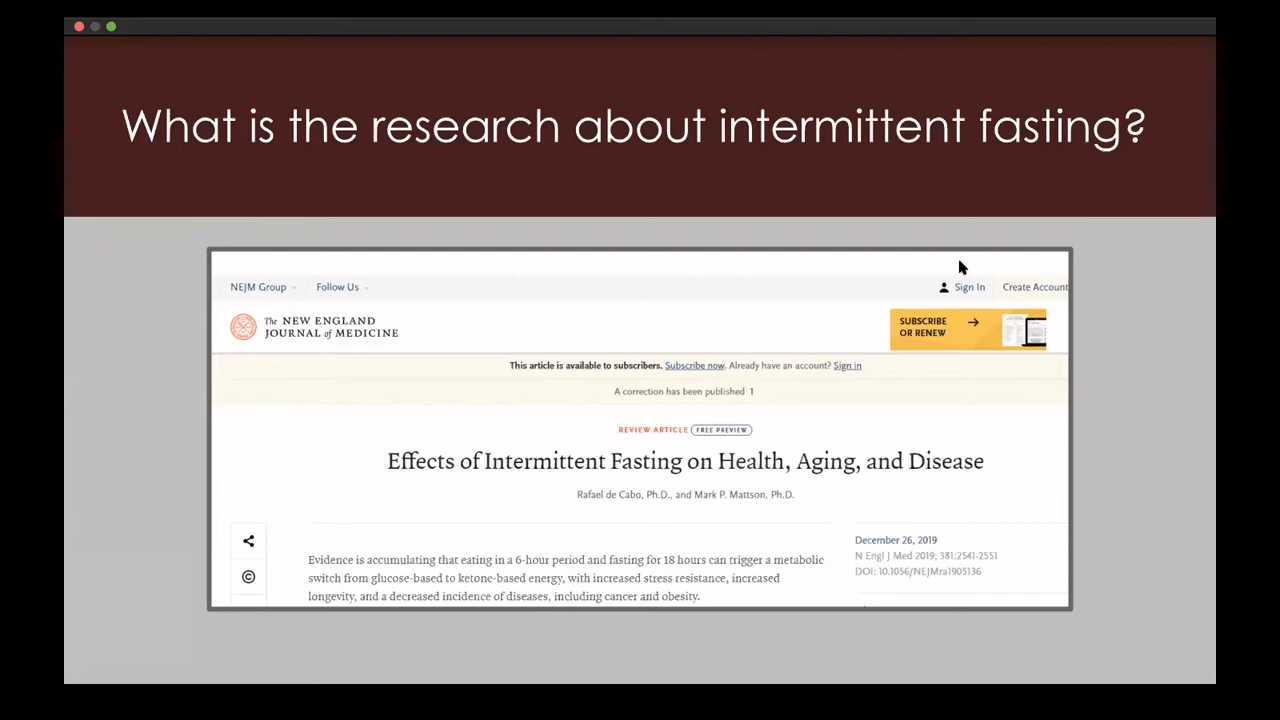 What is the research about intermittent fasting?
NEJM Group
Follow Us
Sign In
Create Account
The NEW ENGLAND
JOURNAL of MEDICINE
SUBSCRIBE
OR RENEW
This article is available to subscribers. Subscribe now. Already have an account? Sign in
A correction has been published 1
REVIEW ARTICLE FREE PREVIEW
Effects of Intermittent Fasting on Health, Aging, and Disease
Rafael de Cabo, Ph.D., and Mark P. Mattson, Ph.D.
Evidence is accumulating that eating in a 6-hour period and fasting for 18 hours can trigger a metabolic
switch from glucose-based to ketone-based energy, with increased stress resistance, increased
longevity, and a decreased incidence of diseases, including cancer and obesity.
December 26, 2019
N Engl J Med 2019; 381:2541-2551
DOI: 10.1056/NEJMra1905136